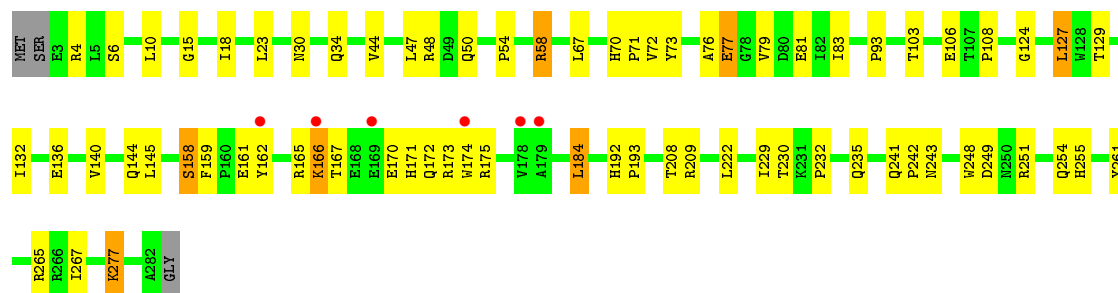 MET SER E3 R4 L5 S6 L10 G15 I18 L23 N30 Q34 V44 L47 R48 D49 Q50 P54 R58 L67 H70 P71 V72 Y73 A76 E77 G78 V79 D80 E81 I82 I83 P93 T103 E106 T107 P108 G124 L127 W128 T129
I132 E136 V140 Q144 L145 S158 F159 P160 E161 Y162 R165 K166 T167 E168 E169 E170 H171 Q172 R173 W174 R175 V178 A179 L184 H192 P193 T208 R209 L222 I229 T230 K231 P232 Q235 Q241 P242 N243 W248 D249 N250 R251 Q254 H255 Y261
R265 R266 I267 K277 A282 GLY